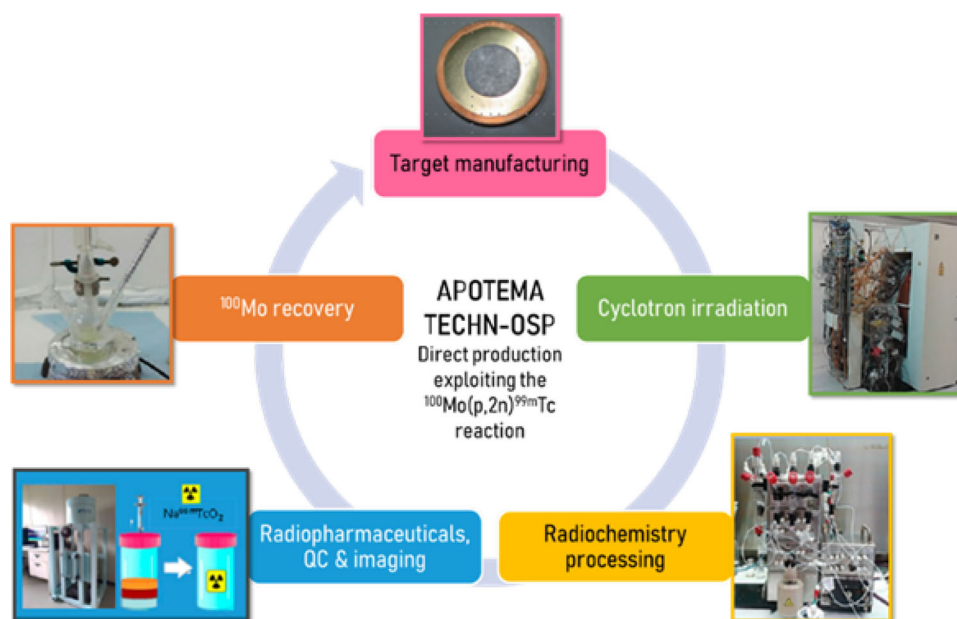 Target manufacturing
¹⁰⁰Mo recovery
APOTEMA
TECHN-OSP
Direct production
exploiting the
¹⁰⁰Mo(p,2n)⁹⁹ᵐTc
reaction
Cyclotron irradiation
Radiopharmaceuticals,
QC & imaging
Radiochemistry
processing